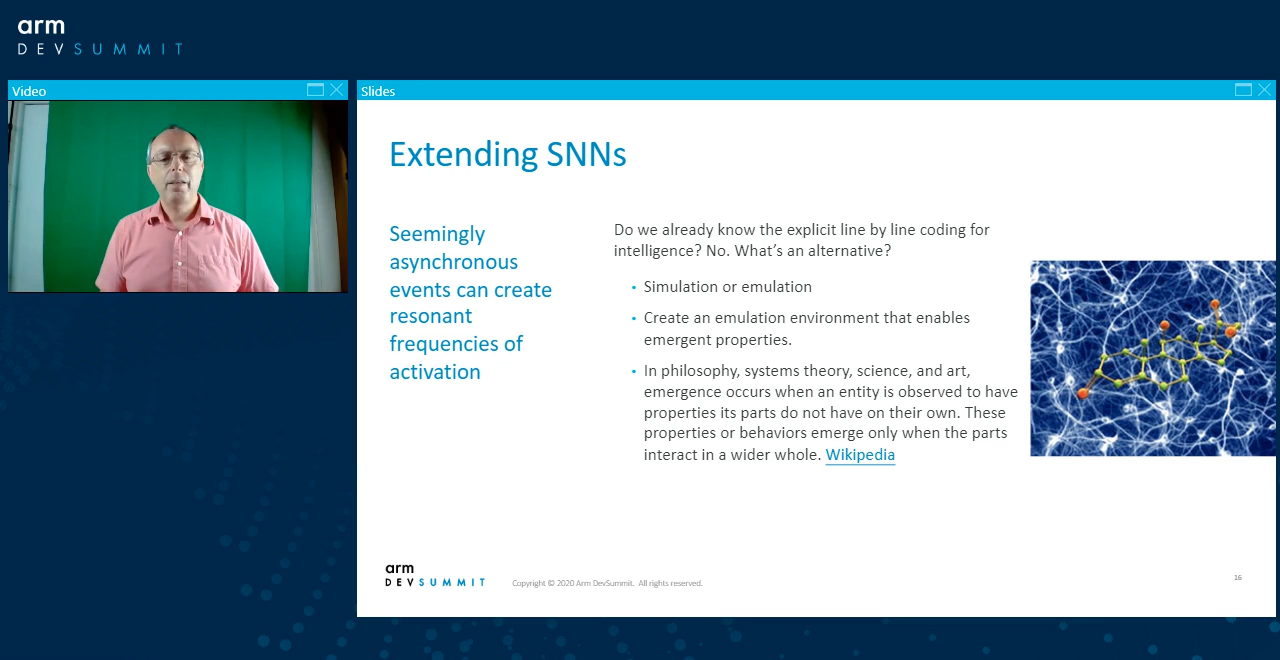 arm
DEVSUMMIT
Video
Slides
Extending SNNs
Seemingly
asynchronous
events can create
resonant
frequencies of
activation
Do we already know the explicit line by line coding for
intelligence? No. What’s an alternative?
• Simulation or emulation
• Create an emulation environment that enables
emergent properties.
• In philosophy, systems theory, science, and art,
emergence occurs when an entity is observed to have
properties its parts do not have on their own. These
properties or behaviors emerge only when the parts
interact in a wider whole. Wikipedia
arm
DEVSUMMIT
Copyright © 2020 Arm DevSummit. All rights reserved.
16